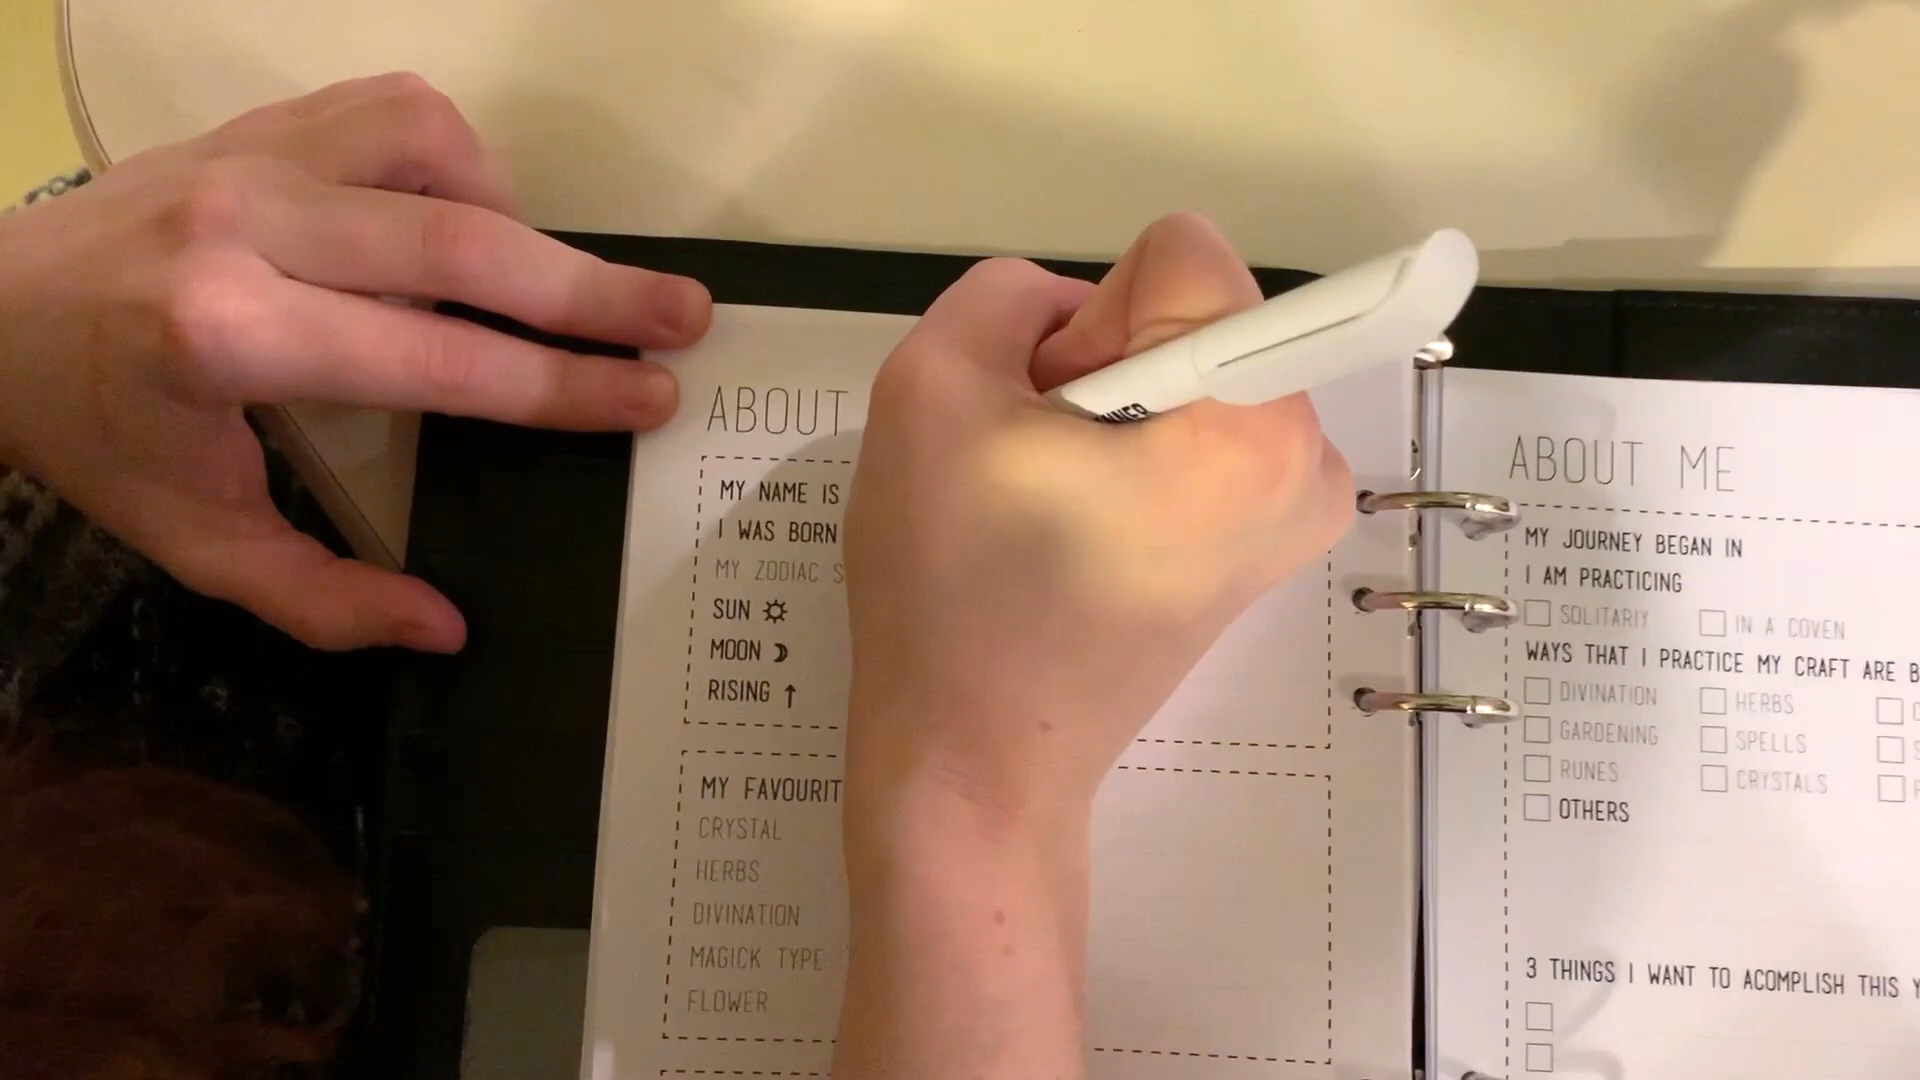 ABOUT
MY NAME IS
I WAS BORN
MY ZODIAC
SUN
MOON
RISING
MY FAVOURIT
CRYSTAL
HERBS
DIVINATION
MAGICK TYPE
FLOWER
ABOUT ME
MY JOURNEY BEGAN IN
I AM PRACTICING
SOLITARIY IN A COVEN
WAYS THAT I PRACTICE MY CRAFT ARE
DIVINATION HERBS
GARDENING SPELLS
RUNES CRYSTALS
OTHERS
3 THINGS I WANT TO ACOMPLISH THIS